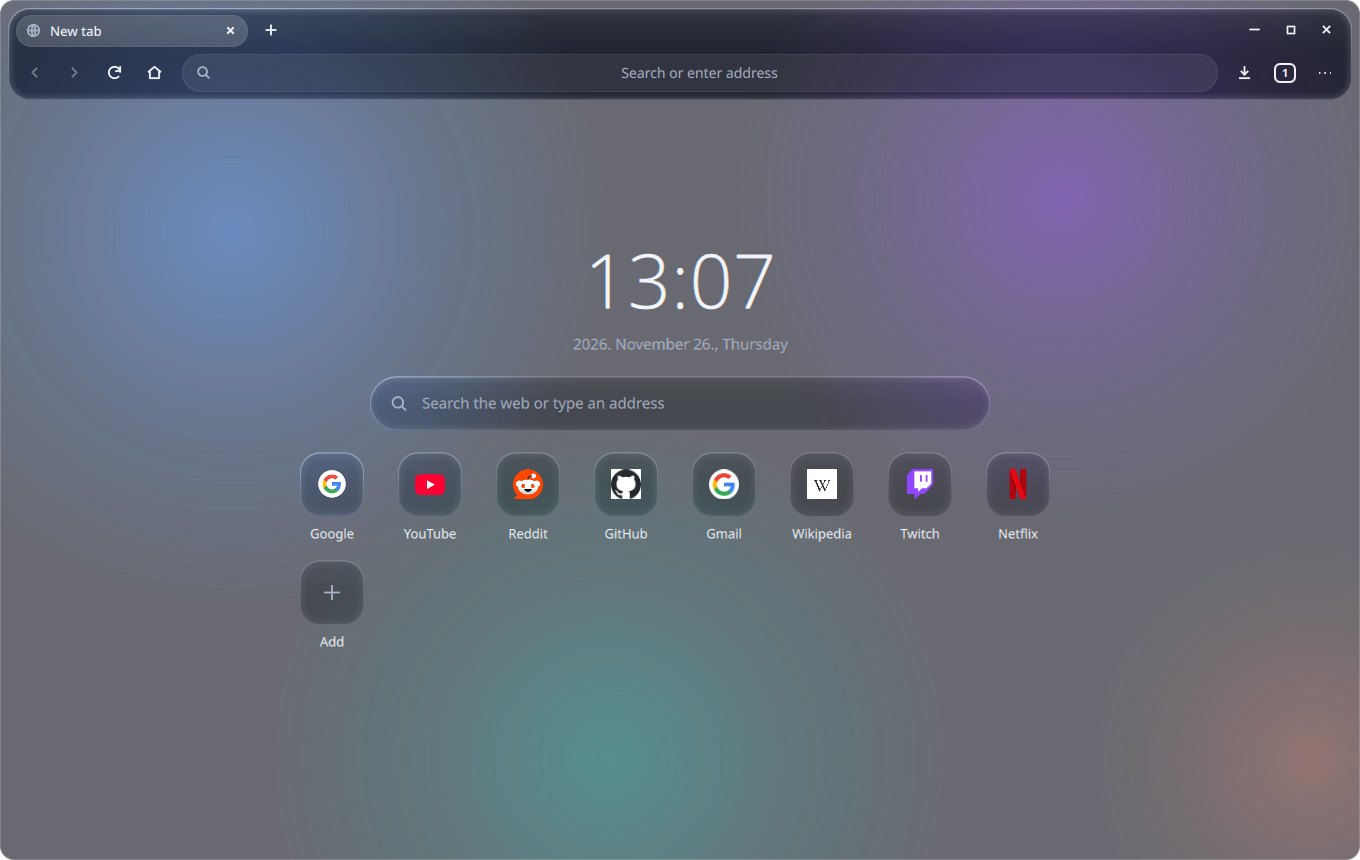 New tab
Search or enter address
1
13:07
2026. November 26., Thursday
Search the web or type an address
W
Google
YouTube
Reddit
GitHub
Gmail
Wikipedia
Twitch
Netflix
Add